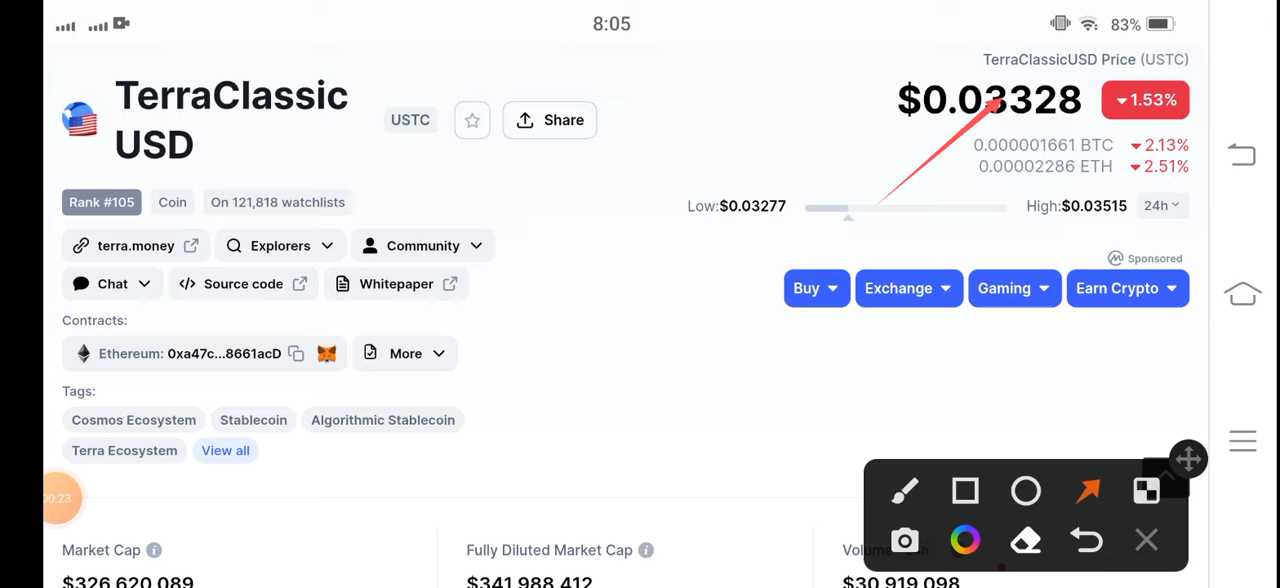 8:05
83%
TerraClassicUSD Price (USTC)
TerraClassic
USD
USTC
Share
$0.03328
1.53%
0.000001661 BTC 2.13%
0.00002286 ETH 2.51%
Rank #105 Coin On 121,818 watchlists
Low:$0.03277 High:$0.03515 24h
terra.money Explorers Community
Sponsored
Chat Source code Whitepaper
Buy Exchange Gaming Earn Crypto
Contracts:
Ethereum: 0xa47c...8661acD More
Tags:
Cosmos Ecosystem Stablecoin Algorithmic Stablecoin
Terra Ecosystem View all
00:23
Market Cap Fully Diluted Market Cap
$326,620,089 $341,988,412 $30,919,098